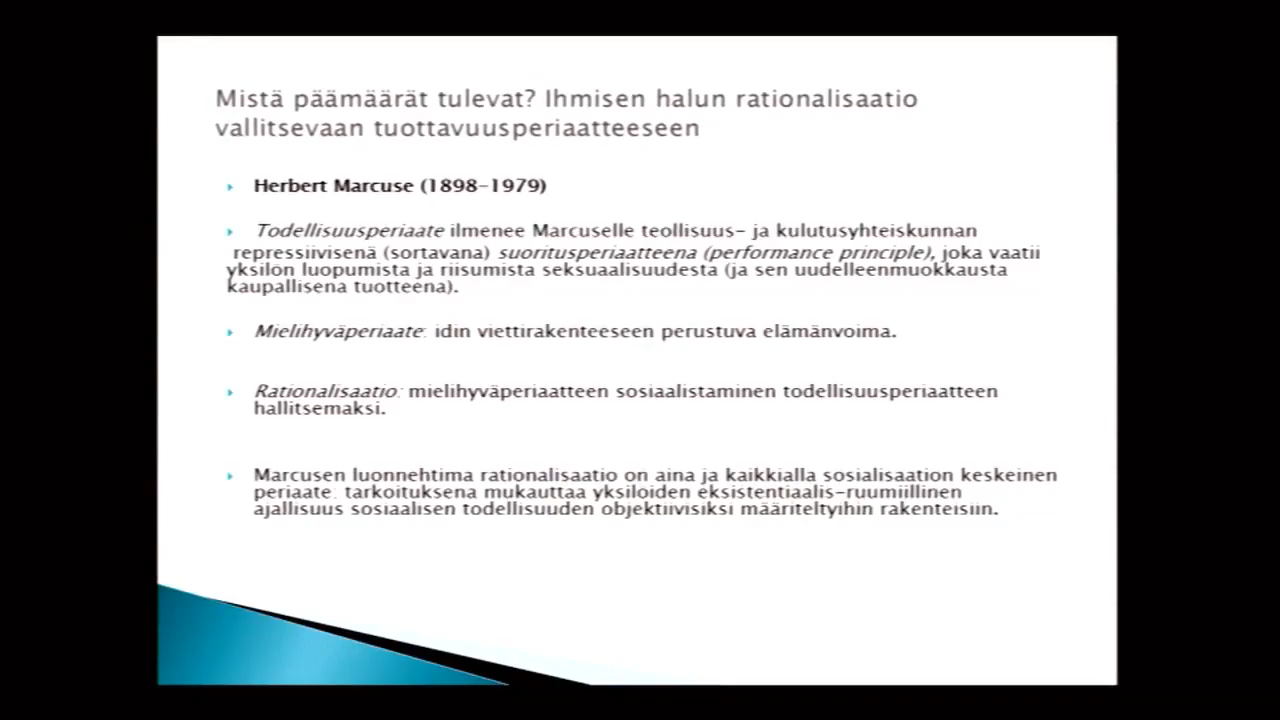 Mistä päämäärät tulevat? Ihmisen halun rationalisaatio
vallitsevaan tuottavuusperiaatteeseen
Herbert Marcuse (1898-1979)
Todellisuusperiaate ilmenee Marcuselle teollisuus- ja kulutusyhteiskunnan
repressiivisenä (sortavana) suoritusperiaatteena (performance principle), joka vaatii
yksilön luopumista ja riisumista seksuaalisuudesta (ja sen uudelleenmuokkausta
kaupallisena tuotteena).
Mielihyväperiaate: idin viettirakenteeseen perustuva elämänvoima.
Rationalisaatio: mielihyväperiaatteen sosiaalistaminen todellisuusperiaatteen
hallitsemaksi.
Marcusen luonnehtima rationalisaatio on aina ja kaikkialla sosialisaation keskeinen
periaate: tarkoituksena mukauttaa yksilöiden eksistentiaalis-ruumiillinen
ajallisuus sosiaalisen todellisuuden objektiivisiksi määriteltyihin rakenteisiin.